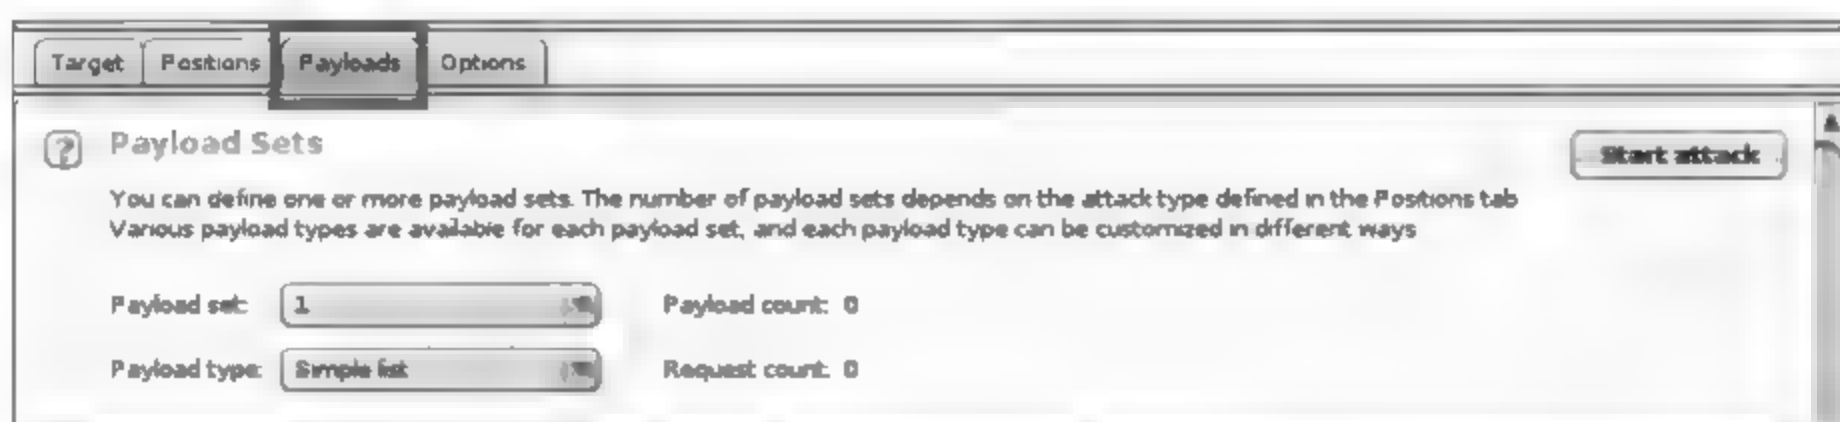 Target Positions Payloads Options
? Payload Sets
Start attack
You can define one or more payload sets. The number of payload sets depends on the attack type defined in the Positions tab
Various payload types are available for each payload set, and each payload type can be customized in different ways
Payload set: 1 Payload count: 0
Payload type: Simple list Request count: 0